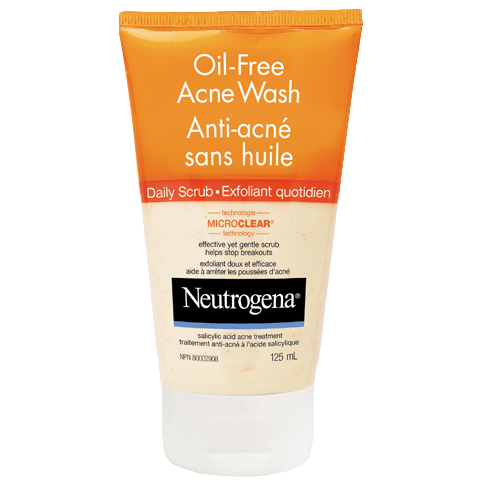 Oil-Free
Acne Wash
Anti-acné
sans huile
Daily Scrub • Exfoliant quotidien
technologie
MICROCLEAR®
technology
effective yet gentle scrub
helps stop breakouts
exfoliant doux et efficace
aide à arrêter les poussées d'acné
Neutrogena®
salicylic acid acne treatment
traitement anti-acné à l'acide salicylique
NPN 80002908 125 mL